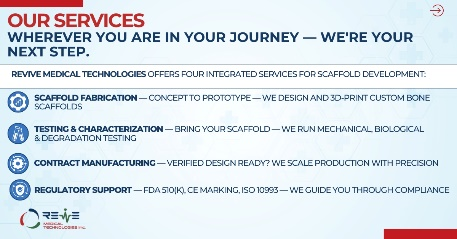 OUR SERVICES
WHEREVER YOU ARE IN YOUR JOURNEY — WE'RE YOUR
NEXT STEP.
REVIVE MEDICAL TECHNOLOGIES OFFERS FOUR INTEGRATED SERVICES FOR SCAFFOLD DEVELOPMENT:
SCAFFOLD FABRICATION — CONCEPT TO PROTOTYPE — WE DESIGN AND 3D-PRINT CUSTOM BONE
SCAFFOLDS
TESTING & CHARACTERIZATION — BRING YOUR SCAFFOLD — WE RUN MECHANICAL, BIOLOGICAL
& DEGRADATION TESTING
CONTRACT MANUFACTURING — VERIFIED DESIGN READY? WE SCALE PRODUCTION WITH PRECISION
REGULATORY SUPPORT — FDA 510(K), CE MARKING, ISO 10993 — WE GUIDE YOU THROUGH COMPLIANCE
REVIVE
MEDICAL
TECHNOLOGIES INC.